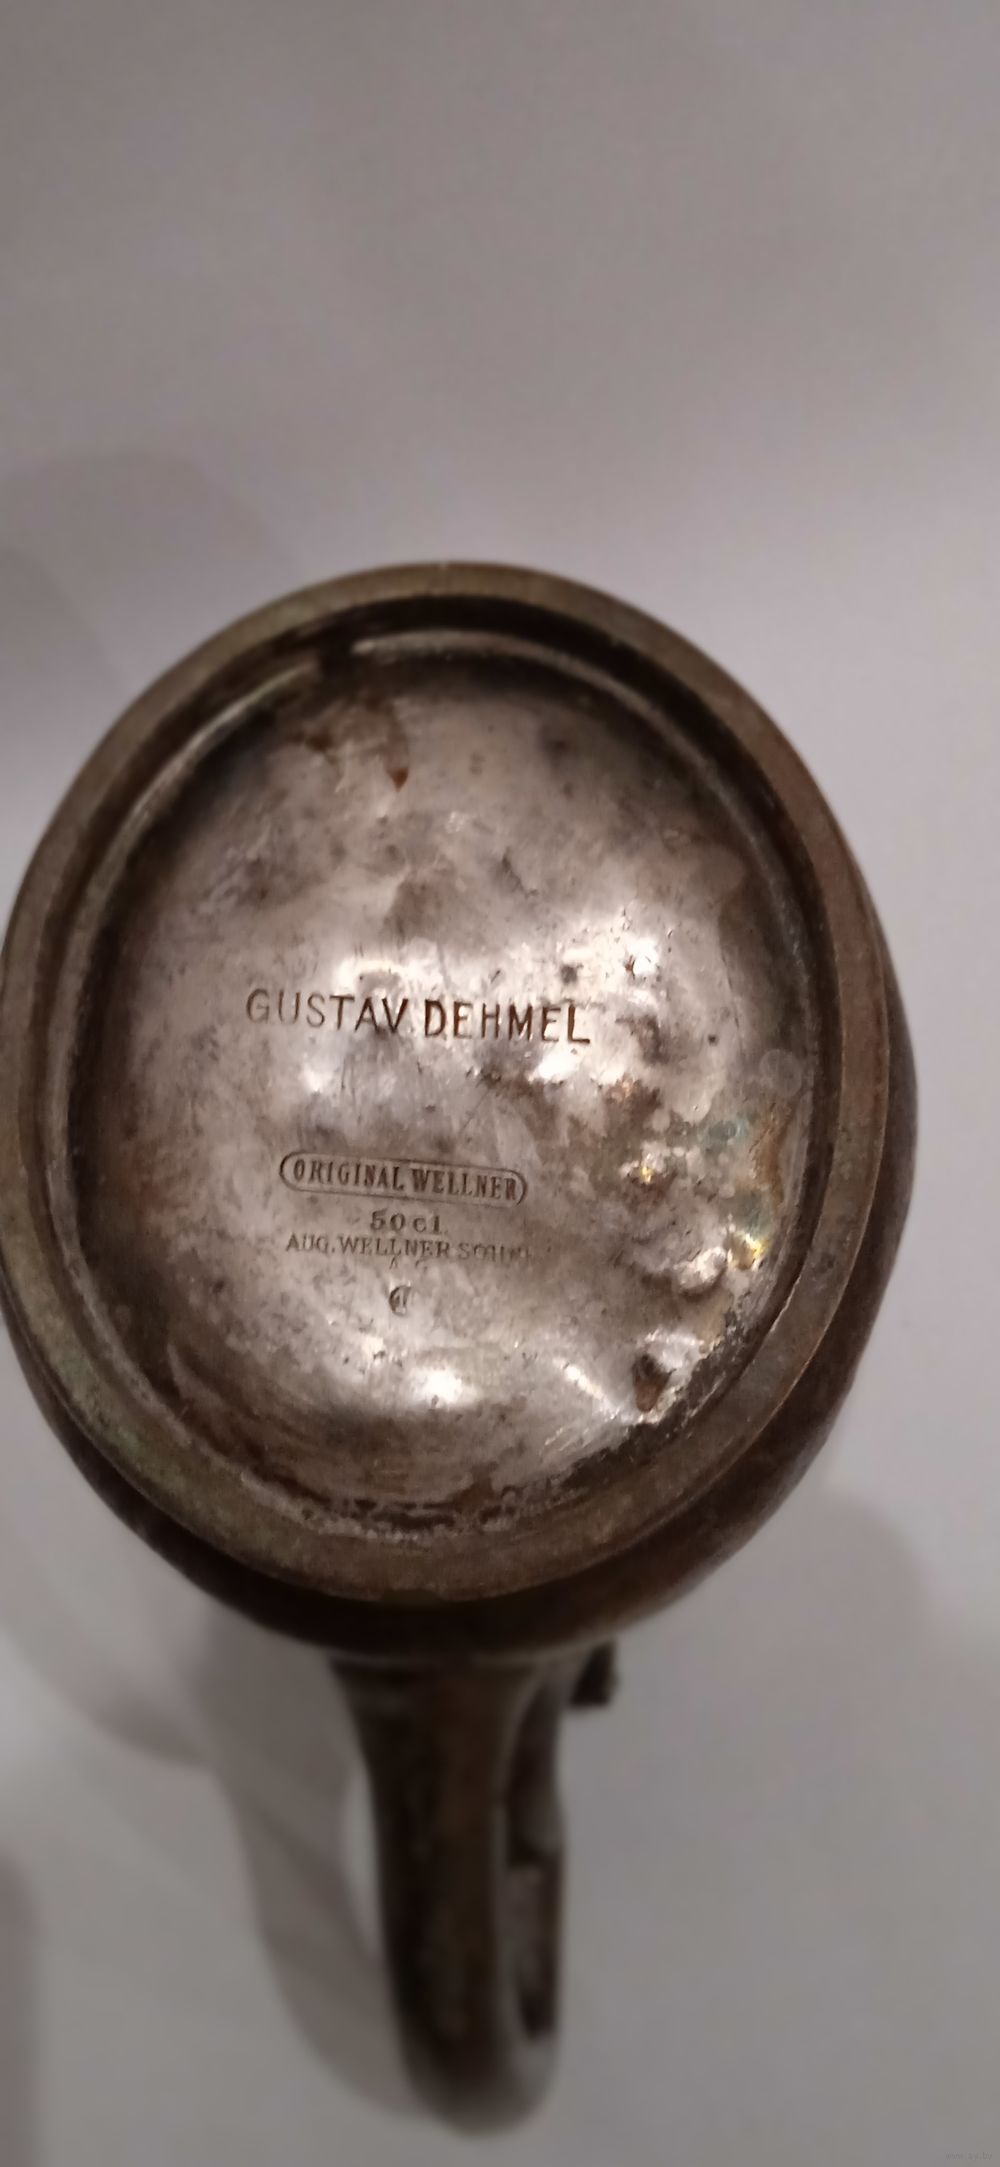 GUSTAV DEHMEL
ORIGINAL WELLNER
50 cl
AUG. WELLNER SÖHNE